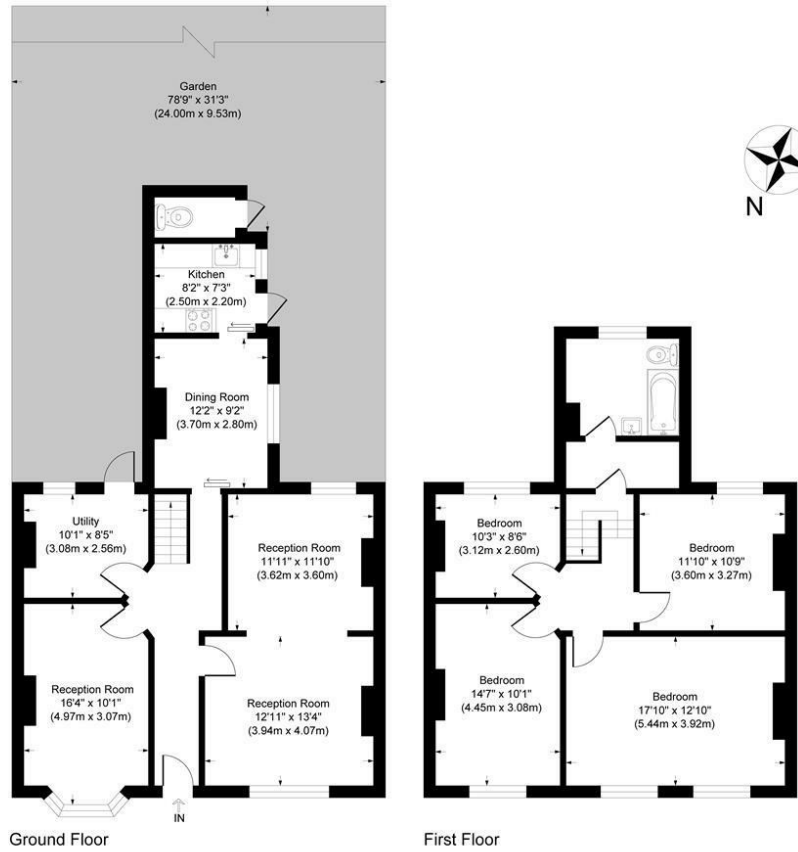 Garden
78'9" x 31'3"
(24.00m x 9.53m)
N
Kitchen
8'2" x 7'3"
(2.50m x 2.20m)
Dining Room
12'2" x 9'2"
(3.70m x 2.80m)
Utility
10'1" x 8'5"
(3.08m x 2.56m)
Reception Room
11'11" x 11'10"
(3.62m x 3.60m)
Reception Room
16'4" x 10'1"
(4.97m x 3.07m)
Reception Room
12'11" x 13'4"
(3.94m x 4.07m)
IN
Ground Floor
Bedroom
10'3" x 8'6"
(3.12m x 2.60m)
Bedroom
11'10" x 10'9"
(3.60m x 3.27m)
Bedroom
14'7" x 10'1"
(4.45m x 3.08m)
Bedroom
17'10" x 12'10"
(5.44m x 3.92m)
First Floor